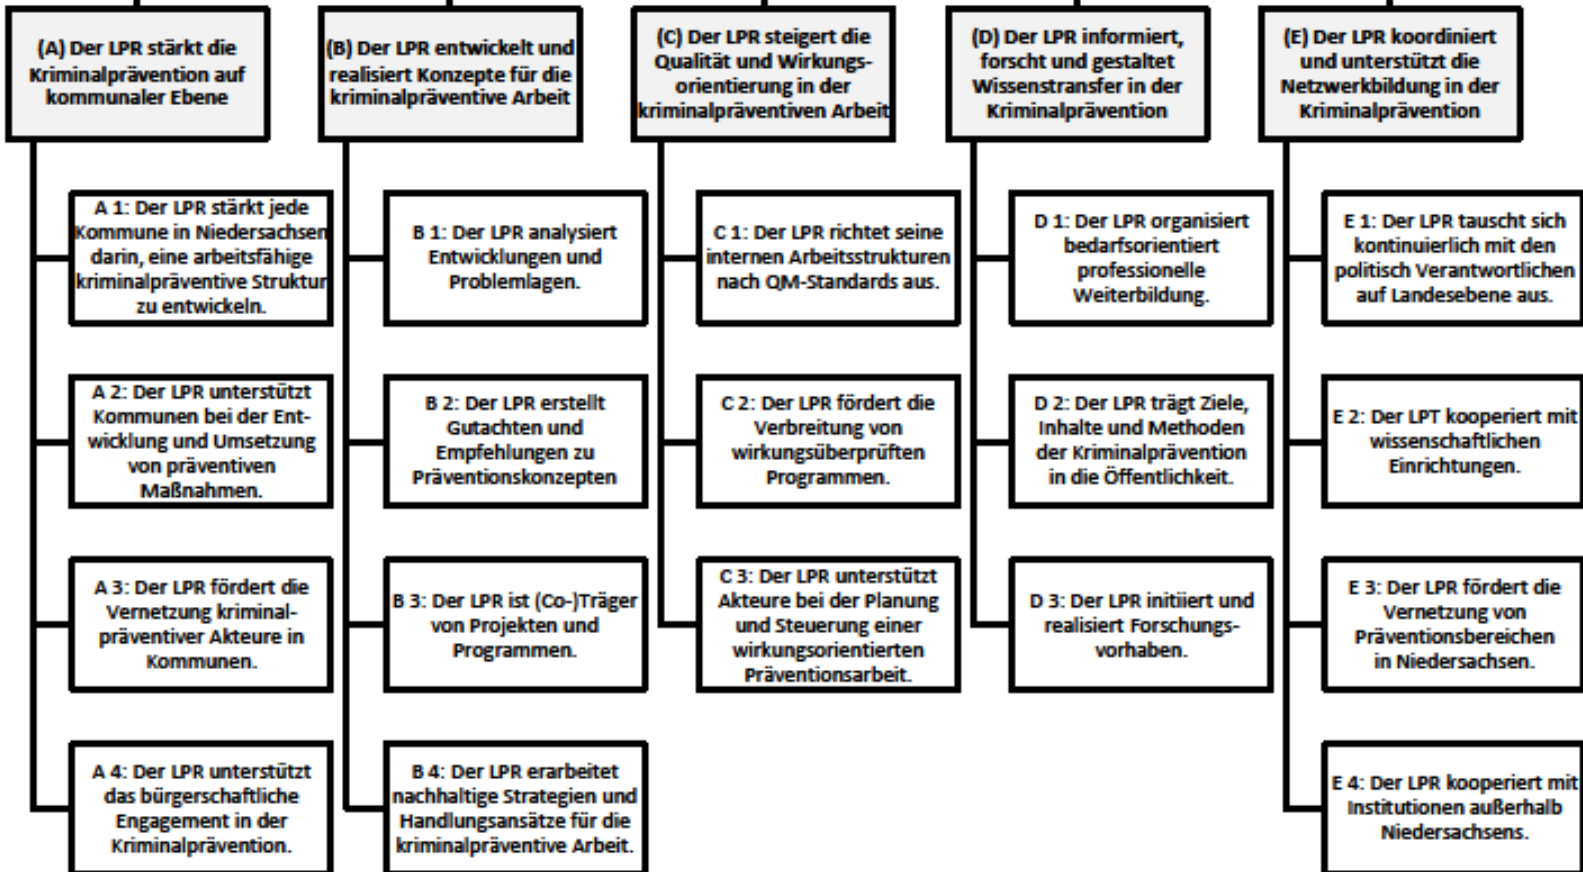 (A) Der LPR stärkt die
Kriminalprävention auf
kommunaler Ebene
(B) Der LPR entwickelt und
realisiert Konzepte für die
kriminalpräventive Arbeit
(C) Der LPR steigert die
Qualität und Wirkungs-
orientierung in der
kriminalpräventiven Arbeit
(D) Der LPR informiert,
forscht und gestaltet
Wissenstransfer in der
Kriminalprävention
(E) Der LPR koordiniert
und unterstützt die
Netzwerkbildung in der
Kriminalprävention
A 1: Der LPR stärkt jede
Kommune in Niedersachsen
darin, eine arbeitsfähige
kriminalpräventive Struktur
zu entwickeln.
B 1: Der LPR analysiert
Entwicklungen und
Problemlagen.
C 1: Der LPR richtet seine
internen Arbeitsstrukturen
nach QM-Standards aus.
D 1: Der LPR organisiert
bedarfsorientiert
professionelle
Weiterbildung.
E 1: Der LPR tauscht sich
kontinuierlich mit den
politisch Verantwortlichen
auf Landesebene aus.
A 2: Der LPR unterstützt
Kommunen bei der Ent-
wicklung und Umsetzung
von präventiven
Maßnahmen.
B 2: Der LPR erstellt
Gutachten und
Empfehlungen zu
Präventionskonzepten
C 2: Der LPR fördert die
Verbreitung von
wirkungsüberprüften
Programmen.
D 2: Der LPR trägt Ziele,
Inhalte und Methoden
der Kriminalprävention
in die Öffentlichkeit.
E 2: Der LPT kooperiert mit
wissenschaftlichen
Einrichtungen.
A 3: Der LPR fördert die
Vernetzung kriminal-
präventiver Akteure in
Kommunen.
B 3: Der LPR ist (Co-)Träger
von Projekten und
Programmen.
C 3: Der LPR unterstützt
Akteure bei der Planung
und Steuerung einer
wirkungsorientierten
Präventionsarbeit.
D 3: Der LPR initiiert und
realisiert Forschungs-
vorhaben.
E 3: Der LPR fördert die
Vernetzung von
Präventionsbereichen
in Niedersachsen.
A 4: Der LPR unterstützt
das bürgerschaftliche
Engagement in der
Kriminalprävention.
B 4: Der LPR erarbeitet
nachhaltige Strategien und
Handlungsansätze für die
kriminalpräventive Arbeit.
E 4: Der LPR kooperiert mit
Institutionen außerhalb
Niedersachsens.